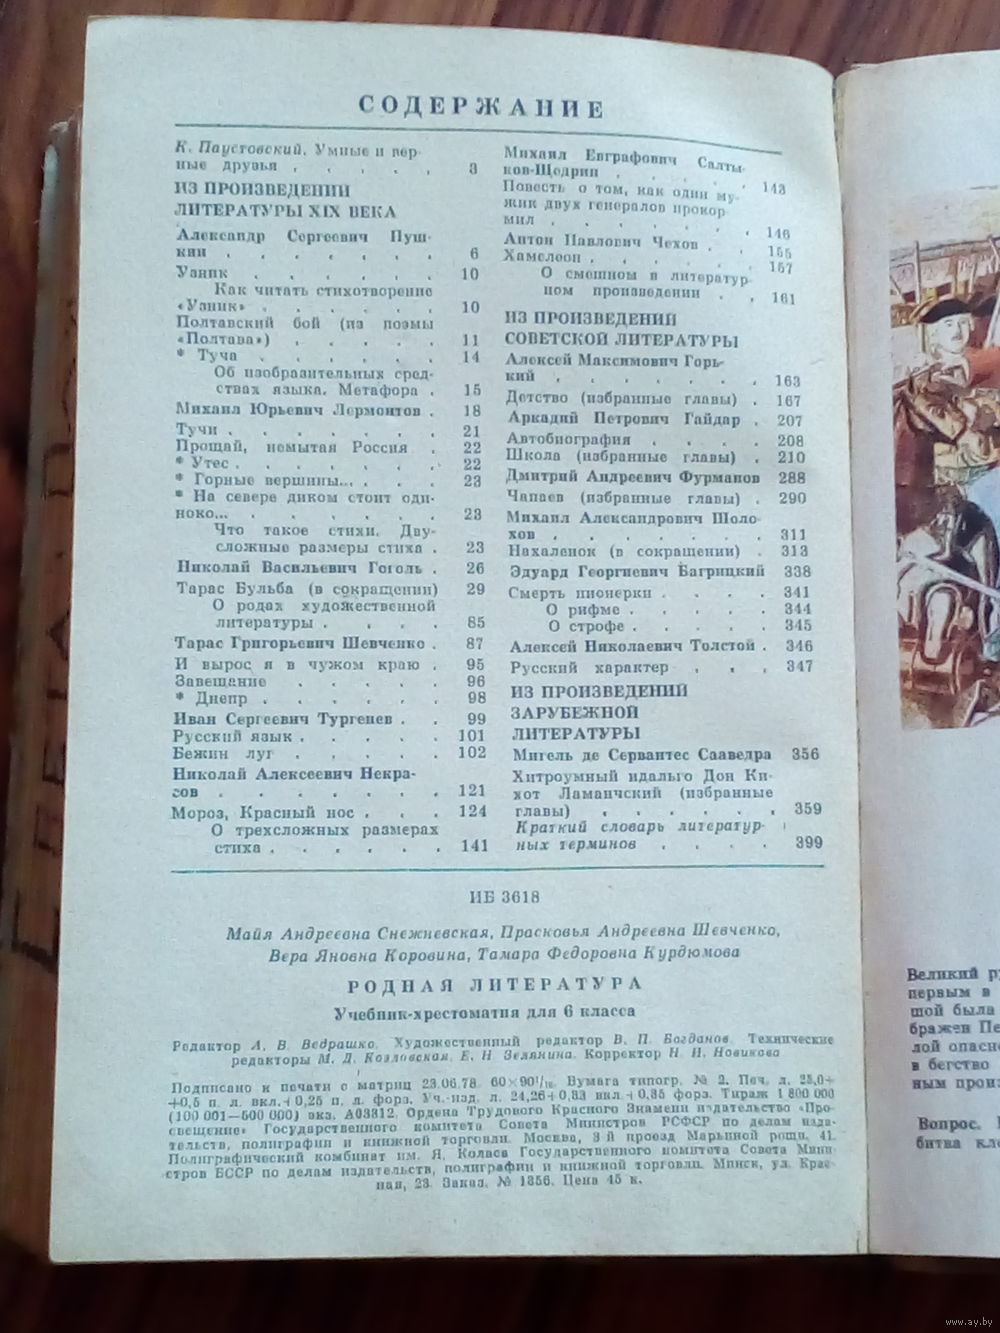 СОДЕРЖАНИЕ
К. Паустовский. Умные и вер-
ные друзья . . . . . 3
ИЗ ПРОИЗВЕДЕНИЙ
ЛИТЕРАТУРЫ XIX ВЕКА
Александр Сергеевич Пуш-
кин . . . . . . . 6
Узник . . . . . . 10
Как читать стихотворение
«Узник» . . . . . . 10
Полтавский бой (из поэмы
«Полтава») . . . . . 11
* Туча . . . . . . 14
Об изобразительных сред-
ствах языка. Метафора . 15
Михаил Юрьевич Лермонтов . 18
Тучи . . . . . . . 21
Прощай, немытая Россия . 22
* Утес . . . . . . . 22
* Горные вершины... . . . 23
* На севере диком стоит оди-
ноко... . . . . . . 23
Что такое стихи. Дву-
сложные размеры стиха . 23
Николай Васильевич Гоголь . 26
Тарас Бульба (в сокращении) 29
О родах художественной
литературы . . . . 85
Тарас Григорьевич Шевченко . 87
И вырос я в чужом краю . 95
Завещание . . . . . 96
* Днепр . . . . . . 98
Иван Сергеевич Тургенев . . 99
Русский язык . . . . . 101
Бежин луг . . . . . 102
Николай Алексеевич Некра-
сов . . . . . . . 121
Мороз, Красный нос . . . 124
О трехсложных размерах
стиха . . . . . . 141
Михаил Евграфович Салты-
ков-Щедрин . . . . 143
Повесть о том, как один му-
жик двух генералов прокор-
мил . . . . . . . 146
Антон Павлович Чехов . . 155
Хамелеон . . . . . . 157
О смешном в литератур-
ном произведении . . 161
ИЗ ПРОИЗВЕДЕНИЙ
СОВЕТСКОЙ ЛИТЕРАТУРЫ
Алексей Максимович Горь-
кий . . . . . . . 163
Детство (избранные главы) . 167
Аркадий Петрович Гайдар . 207
Автобиография . . . . 208
Школа (избранные главы) . 210
Дмитрий Андреевич Фурманов 288
Чапаев (избранные главы) . 290
Михаил Александрович Шоло-
хов . . . . . . . 311
Нахаленок (в сокращении) . 313
Эдуард Георгиевич Багрицкий 338
Смерть пионерки . . . . 341
О рифме . . . . . 344
О строфе . . . . . 345
Алексей Николаевич Толстой . 346
Русский характер . . . 347
ИЗ ПРОИЗВЕДЕНИЙ
ЗАРУБЕЖНОЙ
ЛИТЕРАТУРЫ
Мигель де Сервантес Сааведра 356
Хитроумный идальго Дон Ки-
хот Ламанчский (избранные
главы) . . . . . . 359
Краткий словарь литератур-
ных терминов . . . . 399
ИБ 3618
Майя Андреевна Снежневская, Прасковья Андреевна Шевченко,
Вера Яновна Коровина, Тамара Федоровна Курдюмова
РОДНАЯ ЛИТЕРАТУРА
Учебник-хрестоматия для 6 класса
Редактор А. В. Ведрашко. Художественный редактор В. П. Богданов. Технические
редакторы М. Д. Козловская, Е. Н. Зелянина. Корректор Н. И. Новикова
Подписано к печати с матриц 23.06.78. 60×90¹/₁₆. Бумага типогр. № 2. Печ. л. 25,0+
+0,5 п. л. вкл.+0,25 п. л. форз. Уч.-изд. л. 24,26+0,33 вкл.+0,35 форз. Тираж 1 800 000
(100 001—500 000) экз. А03812. Ордена Трудового Красного Знамени издательство «Про-
свещение» Государственного комитета Совета Министров РСФСР по делам изда-
тельств, полиграфии и книжной торговли. Москва, 3-й проезд Марьиной рощи, 41.
Полиграфический комбинат им. Я. Коласа Государственного комитета Совета Мини-
стров БССР по делам издательств, полиграфии и книжной торговли. Минск, ул. Крас-
ная, 23. Заказ. № 1356. Цена 45 к.
Великий
первым в
шой была
бражен Пе
лой опасно
в бегство
ным произ
Вопрос.
битва кле
www.ay.by